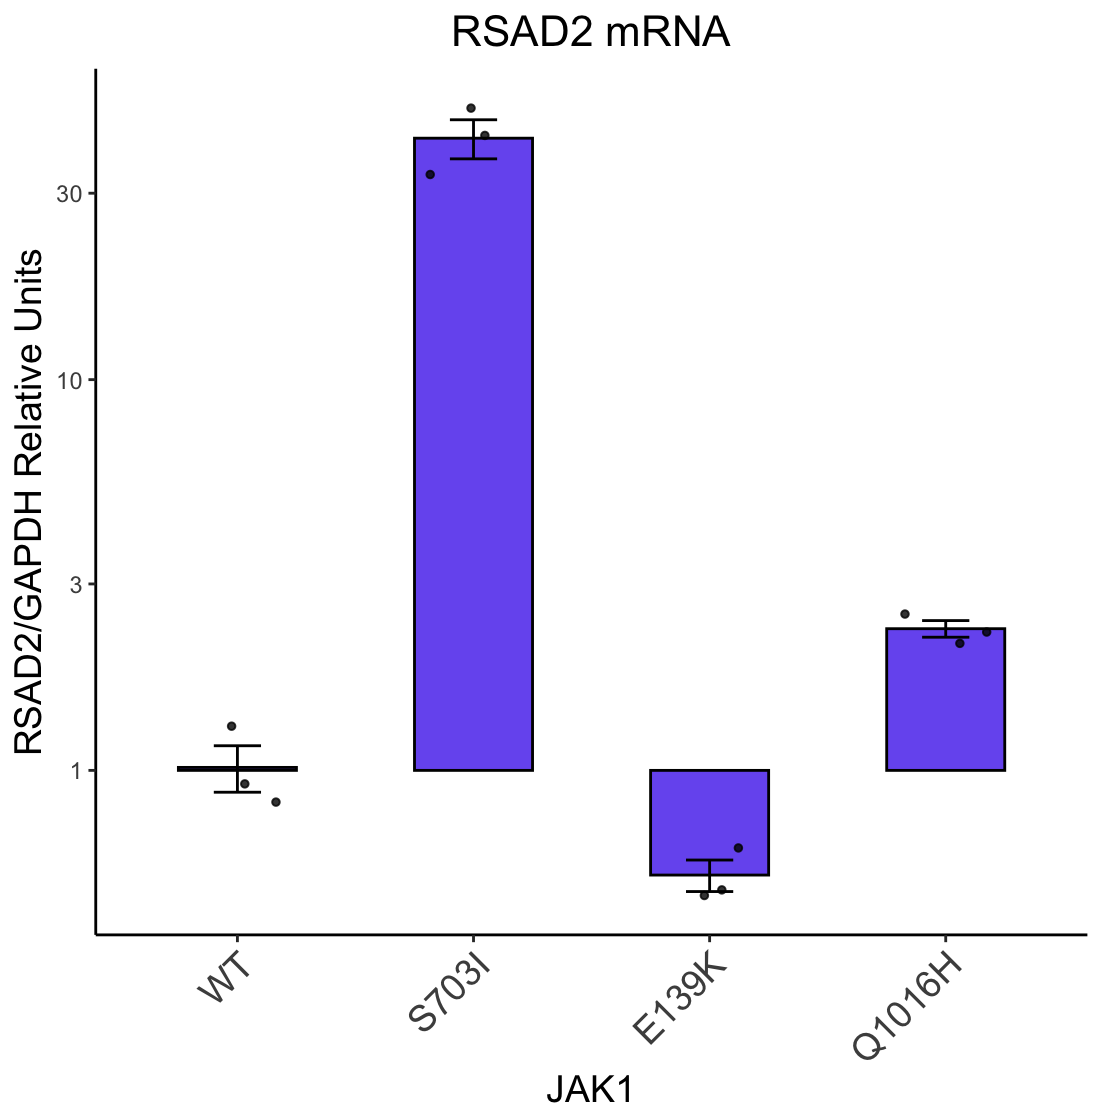 RSAD2 mRNA
RSAD2/GAPDH Relative Units
30
10
3
1
WT
S703I
E139K
Q1016H
JAK1